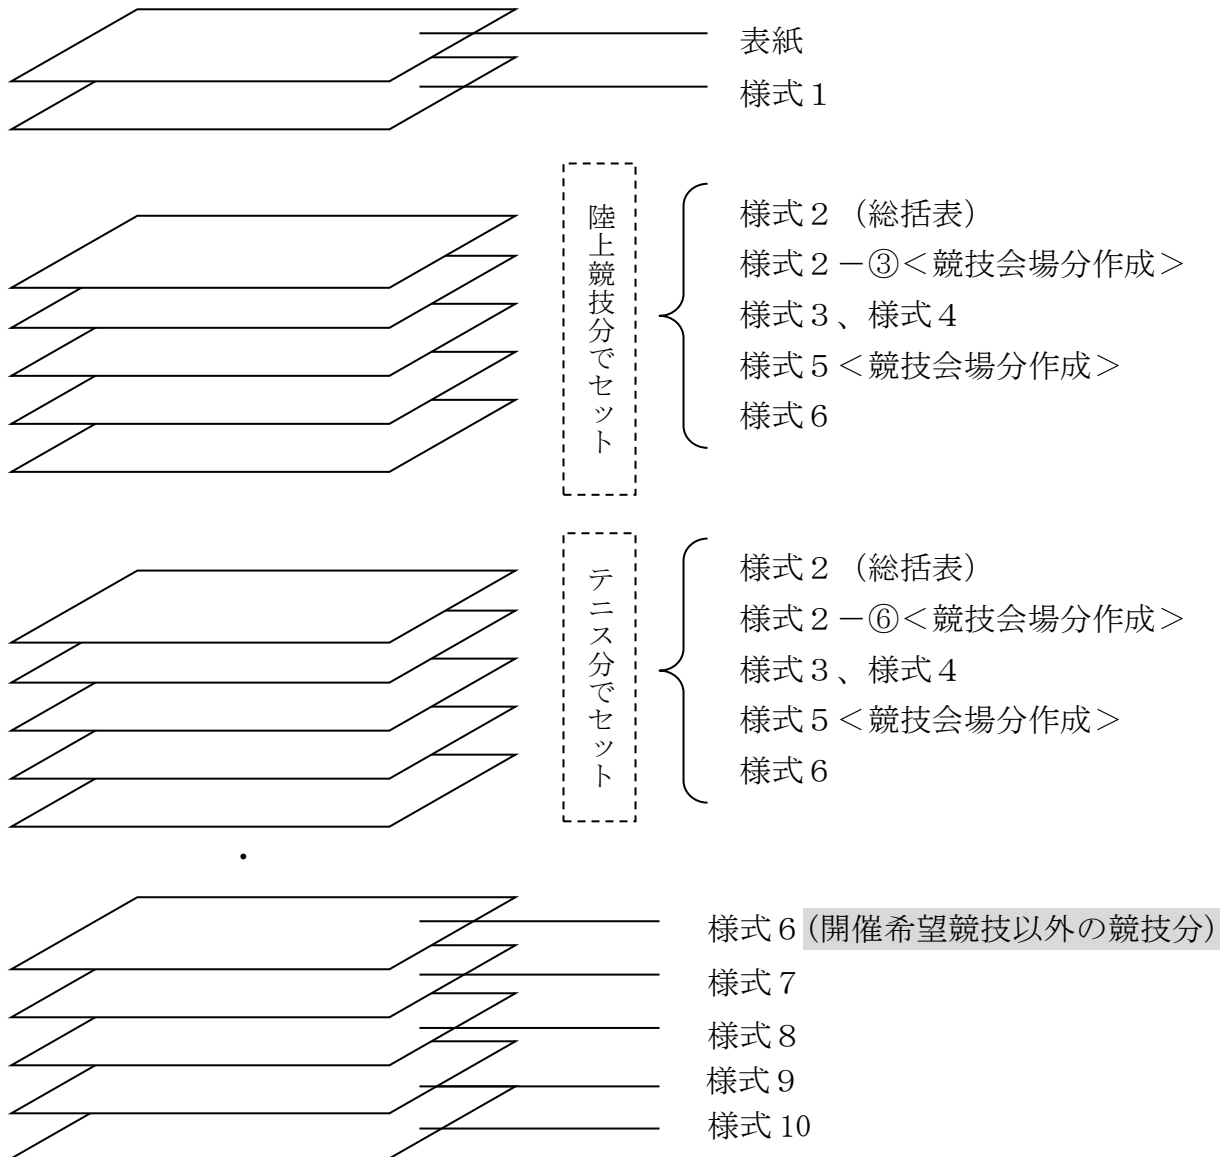 表紙
様式1
陸上競技分でセット
様式2（総括表）
様式2－③＜競技会場分作成＞
様式3、様式4
様式5＜競技会場分作成＞
様式6
テニス分でセット
様式2（総括表）
様式2－⑥＜競技会場分作成＞
様式3、様式4
様式5＜競技会場分作成＞
様式6
・
様式6(開催希望競技以外の競技分)
様式7
様式8
様式9
様式10